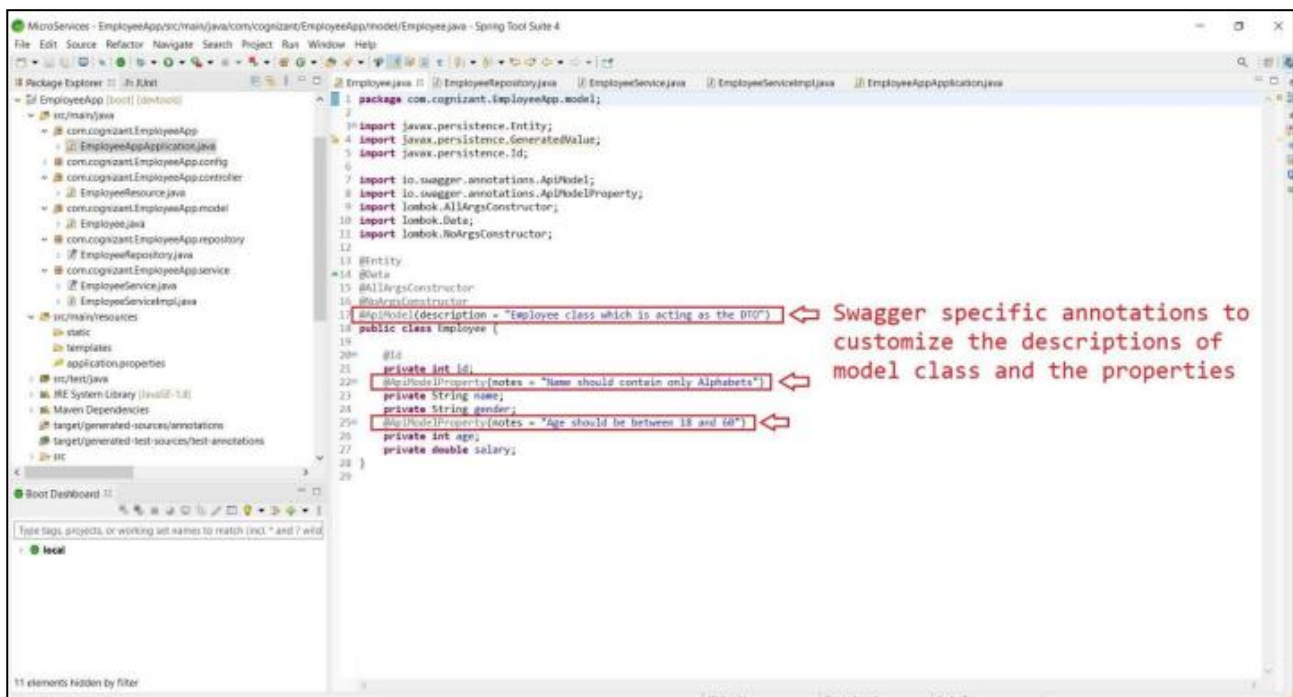 MicroServices - EmployeeApp/src/main/java/com/cognizant/EmployeeApp/model/Employee.java - Spring Tool Suite 4
File Edit Source Refactor Navigate Search Project Run Window Help
Package Explorer JUnit
Employee.java EmployeeRepository.java EmployeeService.java EmployeeServiceImpl.java EmployeeAppApplication.java
EmployeeApp [boot] [devtools]
src/main/java
com.cognizant.EmployeeApp
EmployeeAppApplication.java
com.cognizant.EmployeeApp.config
com.cognizant.EmployeeApp.controller
EmployeeResource.java
com.cognizant.EmployeeApp.model
Employee.java
com.cognizant.EmployeeApp.repository
EmployeeRepository.java
com.cognizant.EmployeeApp.service
EmployeeService.java
EmployeeServiceImpl.java
src/main/resources
static
templates
application.properties
src/test/java
JRE System Library [JavaSE-1.8]
Maven Dependencies
target/generated-sources/annotations
target/generated-test-sources/test-annotations
src
1 package com.cognizant.EmployeeApp.model;
2
3 import javax.persistence.Entity;
4 import javax.persistence.GeneratedValue;
5 import javax.persistence.Id;
6
7 import io.swagger.annotations.ApiModel;
8 import io.swagger.annotations.ApiModelProperty;
9 import lombok.AllArgsConstructor;
10 import lombok.Data;
11 import lombok.NoArgsConstructor;
12
13 @Entity
14 @Data
15 @AllArgsConstructor
16 @NoArgsConstructor
17 @ApiModel(description = "Employee class which is acting as the DTO")
18 public class Employee {
19
20 @Id
21 private int id;
22 @ApiModelProperty(notes = "Name should contain only Alphabets")
23 private String name;
24 private String gender;
25 @ApiModelProperty(notes = "Age should be between 18 and 60")
26 private int age;
27 private double salary;
28 }
29
Swagger specific annotations to
customize the descriptions of
model class and the properties
Boot Dashboard
Type tags, projects, or working set names to match (incl. * and ? wild
local
11 elements hidden by filter